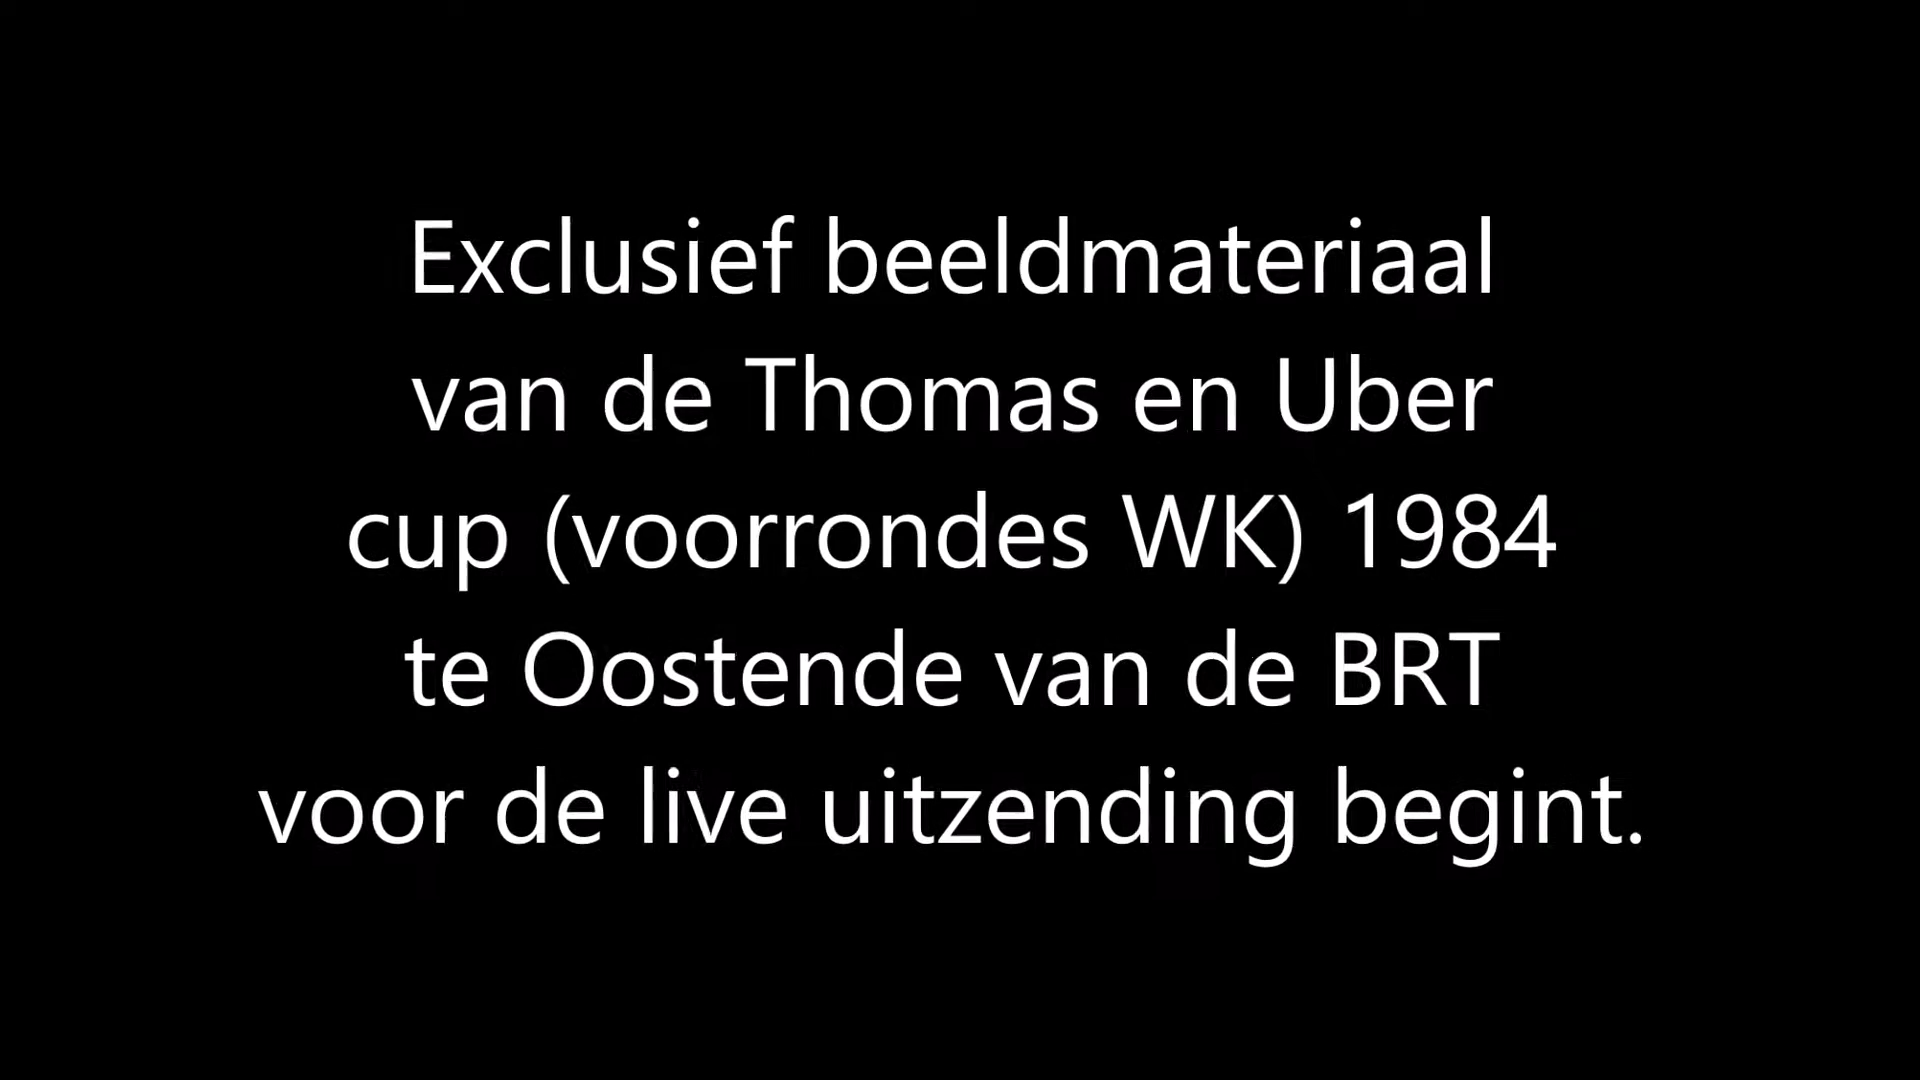 Exclusief beeldmateriaal
van de Thomas en Uber
cup (voorrondes WK) 1984
te Oostende van de BRT
voor de live uitzending begint.